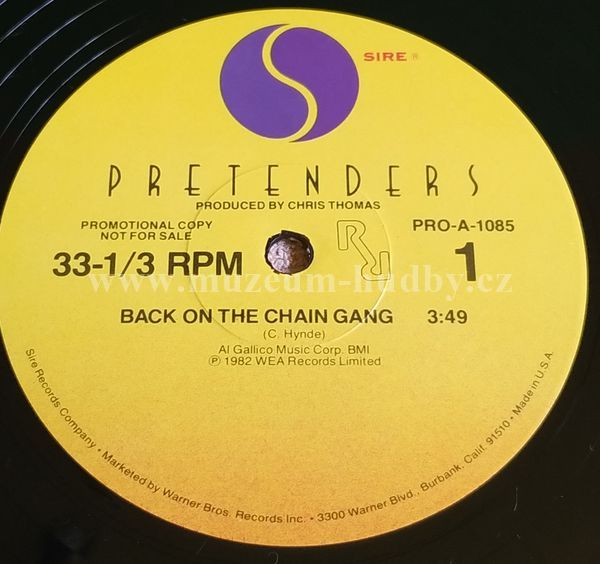 SIRE ®
PRETENDERS
PRODUCED BY CHRIS THOMAS
PROMOTIONAL COPY
NOT FOR SALE
PRO-A-1085
33-1/3 RPM
1
www.muzeum-hudby.cz
BACK ON THE CHAIN GANG 3:49
(C. Hynde)
Al Gallico Music Corp. BMI
℗ 1982 WEA Records Limited
Sire Records Company • Marketed by Warner Bros. Records Inc. • 3300 Warner Blvd., Burbank, Calif. 91510 • Made in U.S.A.